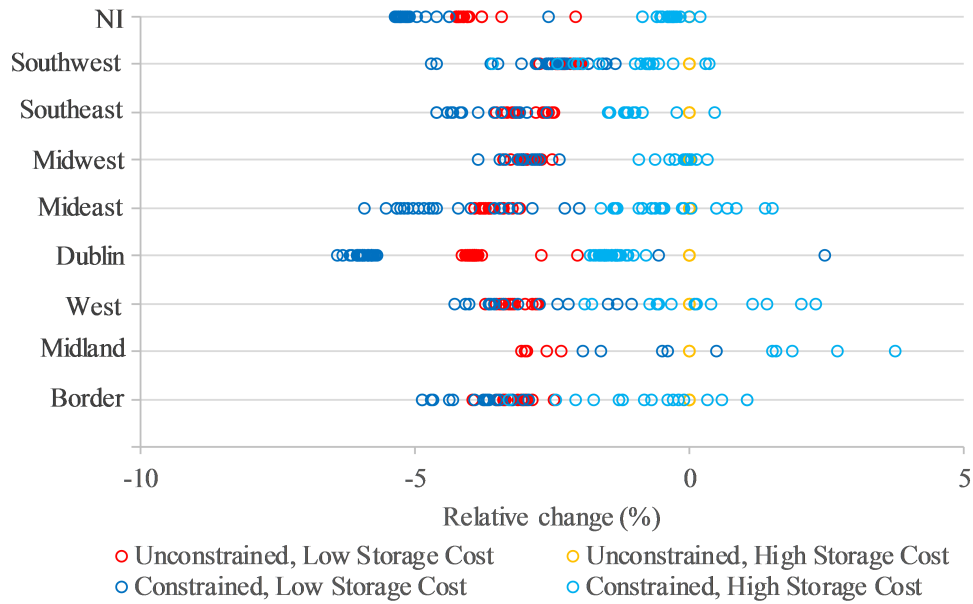 NI
Southwest
Southeast
Midwest
Mideast
Dublin
West
Midland
Border
-10 -5 0 5
Relative change (%)
Unconstrained, Low Storage Cost Unconstrained, High Storage Cost
Constrained, Low Storage Cost Constrained, High Storage Cost